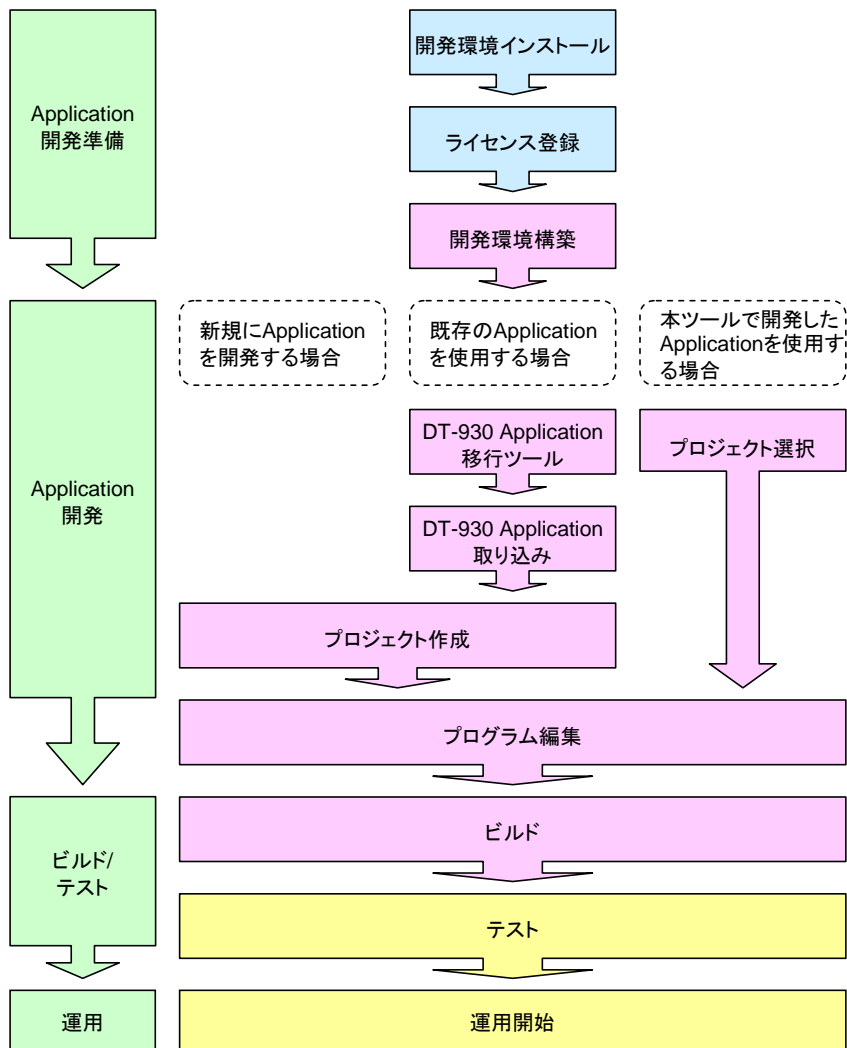 Application
開発準備
開発環境インストール
ライセンス登録
開発環境構築
Application
開発
新規にApplication
を開発する場合
既存のApplication
を使用する場合
本ツールで開発した
Applicationを使用す
る場合
DT-930 Application
移行ツール
プロジェクト選択
DT-930 Application
取り込み
プロジェクト作成
プログラム編集
ビルド/
テスト
ビルド
テスト
運用
運用開始